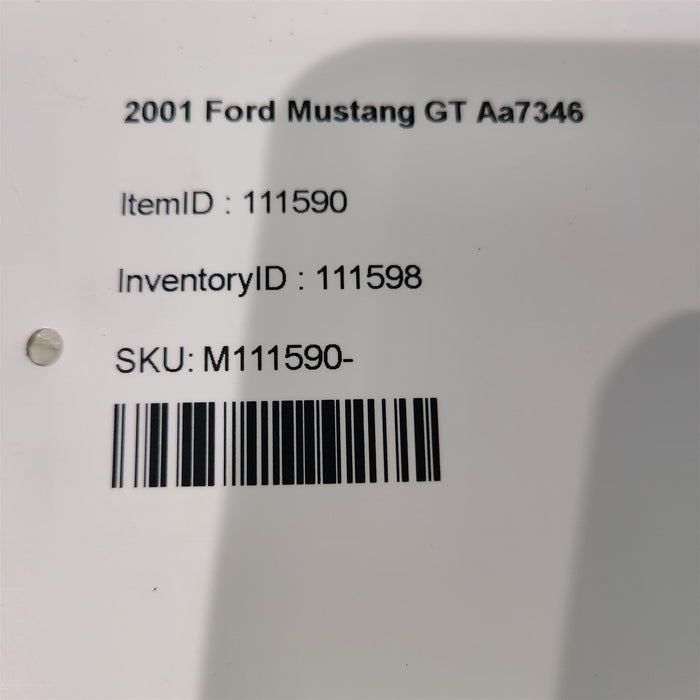 2001 Ford Mustang GT Aa7346
ItemID : 111590
InventoryID : 111598
SKU: M111590-